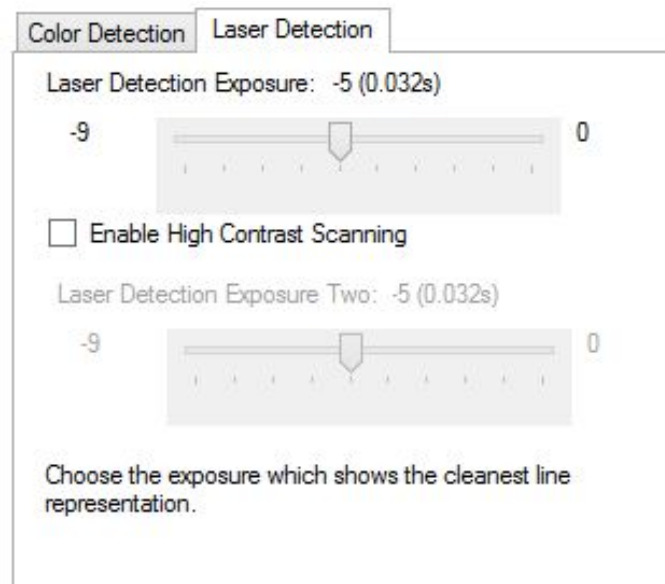 Color Detection
Laser Detection
Laser Detection Exposure: -5 (0.032s)
-9
0
Enable High Contrast Scanning
Laser Detection Exposure Two: -5 (0.032s)
-9
0
Choose the exposure which shows the cleanest line
representation.